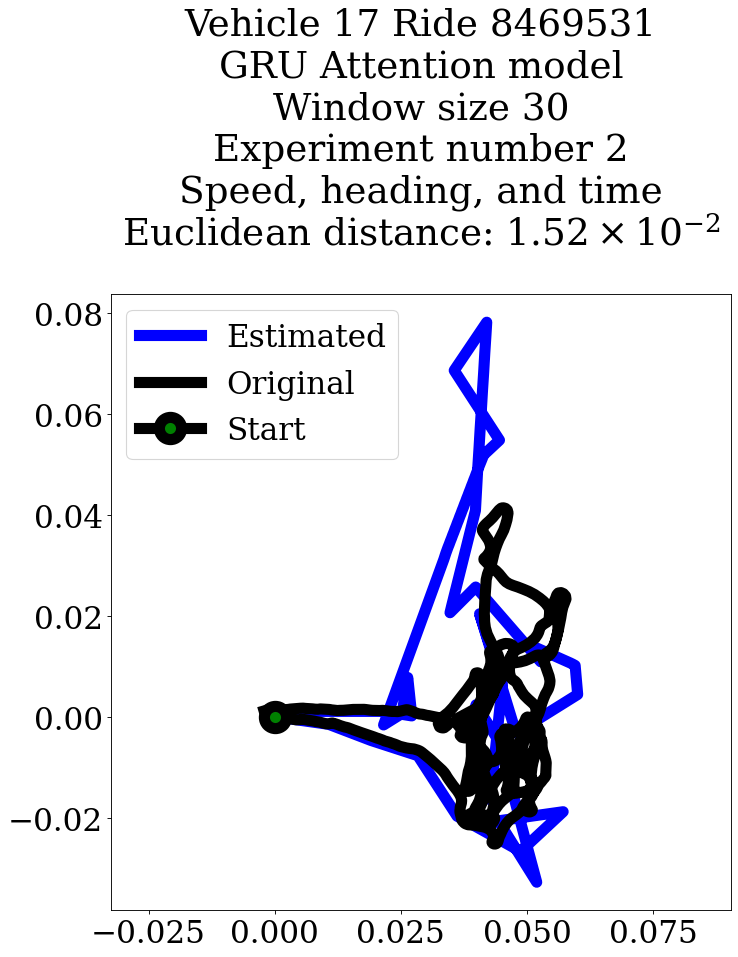 Vehicle 17 Ride 8469531
GRU Attention model
Window size 30
Experiment number 2
Speed, heading, and time
Euclidean distance: 1.52 × 10⁻²
Estimated
Original
Start
0.08
0.06
0.04
0.02
0.00
−0.02
−0.025 0.000 0.025 0.050 0.075